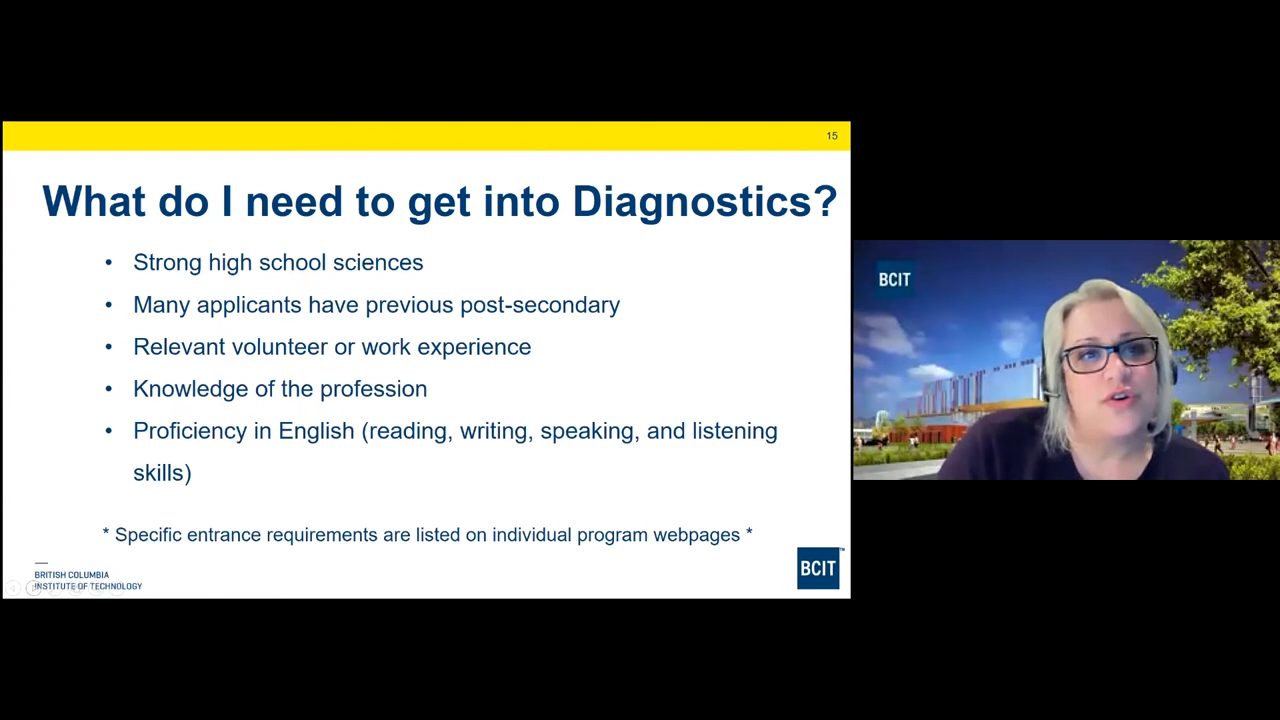 15
What do I need to get into Diagnostics?
• Strong high school sciences
• Many applicants have previous post-secondary
• Relevant volunteer or work experience
• Knowledge of the profession
• Proficiency in English (reading, writing, speaking, and listening
skills)
* Specific entrance requirements are listed on individual program webpages *
BRITISH COLUMBIA
INSTITUTE OF TECHNOLOGY
BCIT™
BCIT